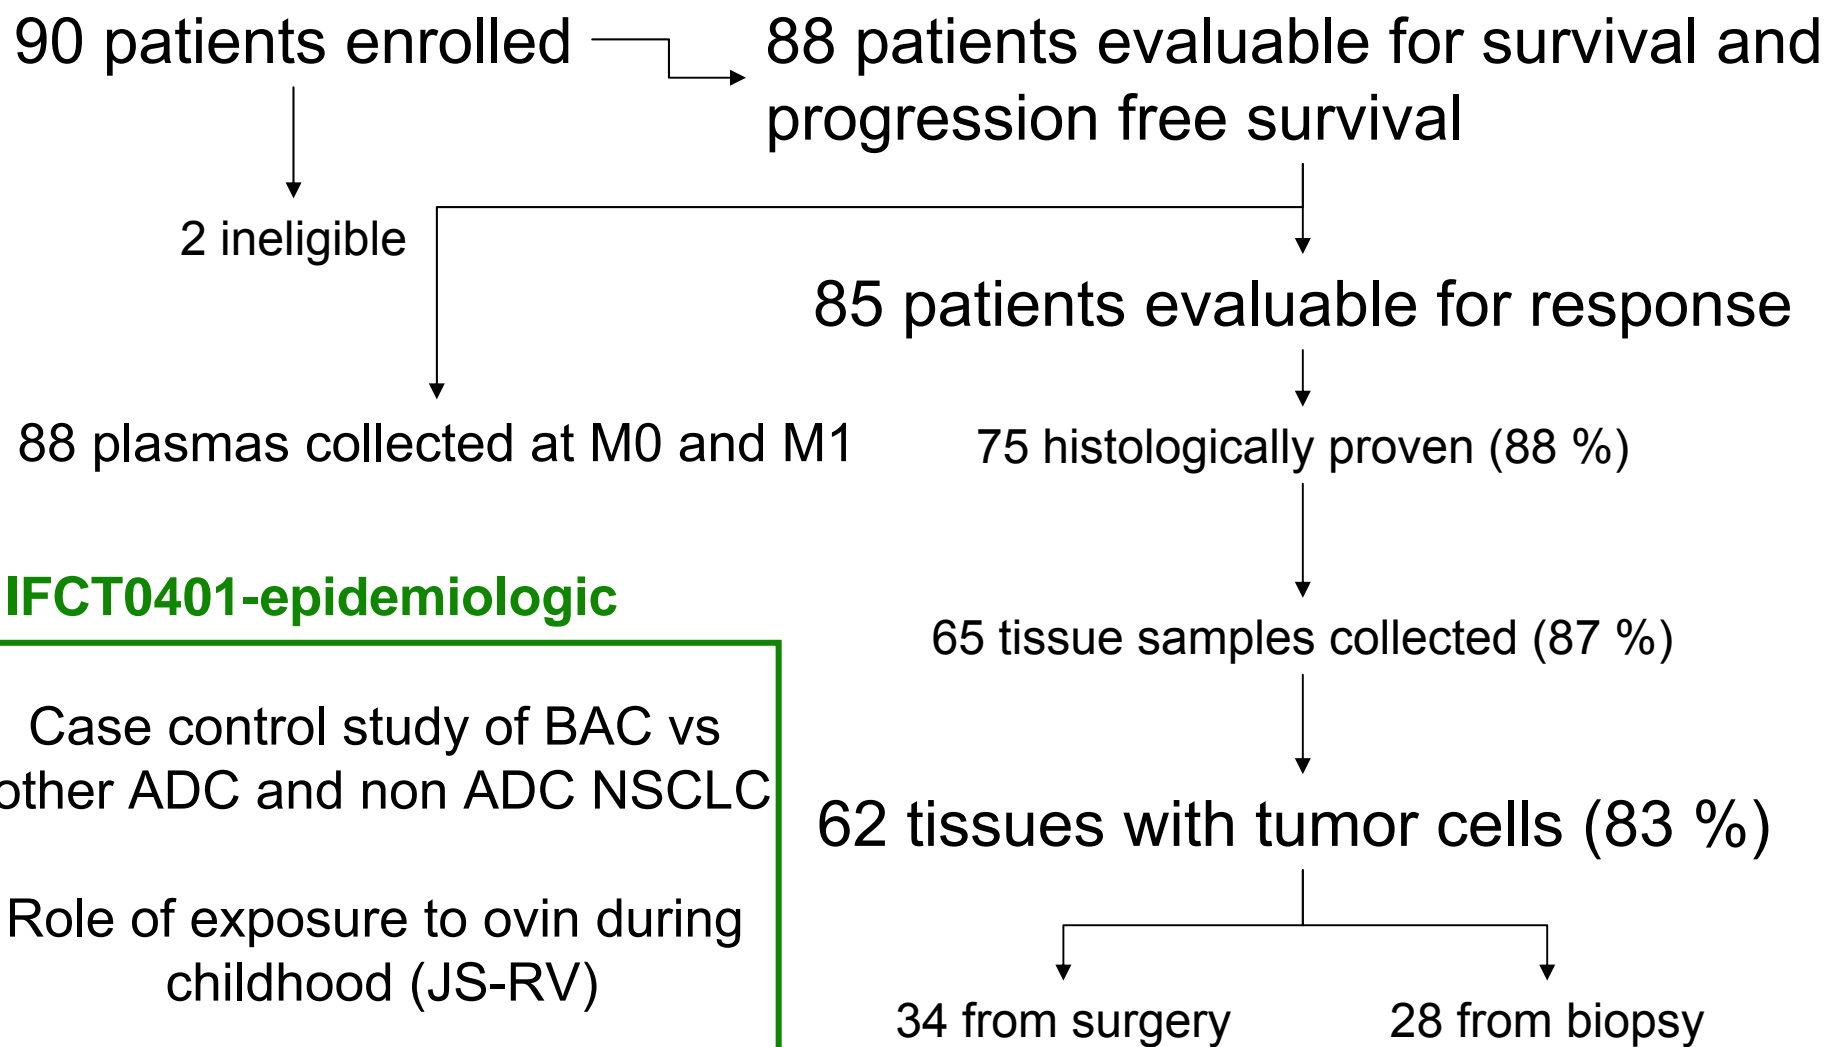 90 patients enrolled
88 patients evaluable for survival and
progression free survival
2 ineligible
85 patients evaluable for response
88 plasmas collected at M0 and M1
75 histologically proven (88 %)
IFCT0401-epidemiologic
65 tissue samples collected (87 %)
Case control study of BAC vs
other ADC and non ADC NSCLC
62 tissues with tumor cells (83 %)
Role of exposure to ovin during
childhood (JS-RV)
34 from surgery
28 from biopsy